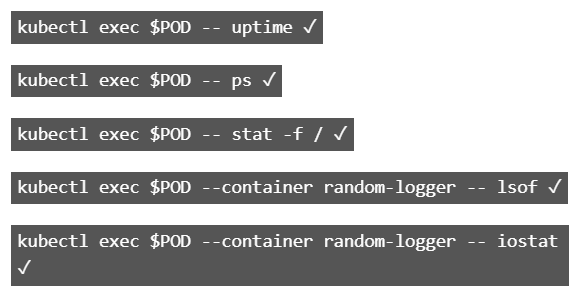 kubectl exec $POD -- uptime ✓
kubectl exec $POD -- ps ✓
kubectl exec $POD -- stat -f / ✓
kubectl exec $POD --container random-logger -- lsof ✓
kubectl exec $POD --container random-logger -- iostat
✓